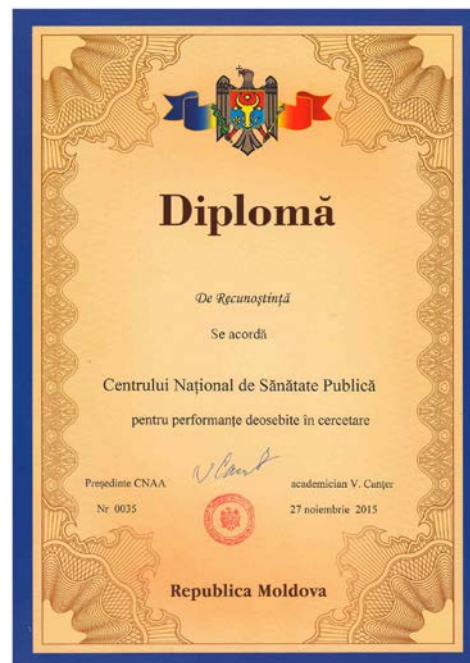 Diplomă
De Recunoștință
Se acordă
Centrului Național de Sănătate Publică
pentru performanțe deosebite în cercetare
Președinte CNAA
academician V. Canțer
Nr 0035
27 noiembrie 2015
Republica Moldova